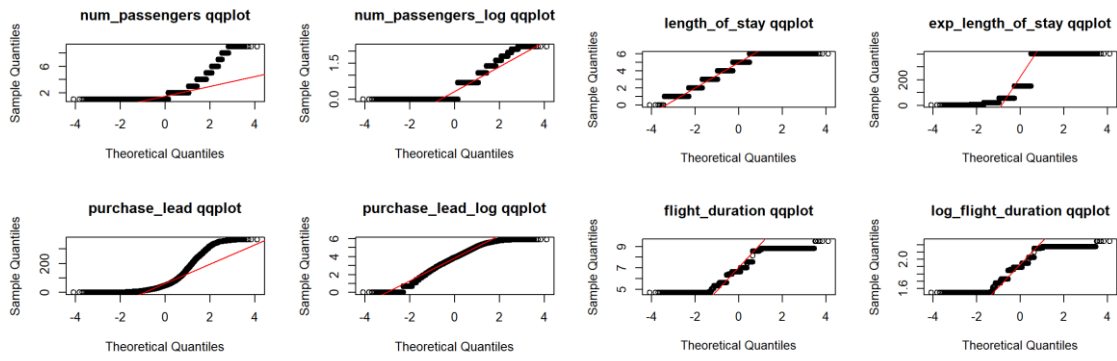 num_passengers qqplot
Sample Quantiles
2
6
-4
-2
0
2
4
Theoretical Quantiles
num_passengers_log qqplot
Sample Quantiles
0.0
1.5
-4
-2
0
2
4
Theoretical Quantiles
length_of_stay qqplot
Sample Quantiles
0
2
4
6
-4
-2
0
2
4
Theoretical Quantiles
exp_length_of_stay qqplot
Sample Quantiles
0
200
-4
-2
0
2
4
Theoretical Quantiles
purchase_lead qqplot
Sample Quantiles
0
200
-4
-2
0
2
4
Theoretical Quantiles
purchase_lead_log qqplot
Sample Quantiles
0
2
4
6
-4
-2
0
2
4
Theoretical Quantiles
flight_duration qqplot
Sample Quantiles
5
7
9
-4
-2
0
2
4
Theoretical Quantiles
log_flight_duration qqplot
Sample Quantiles
1.6
2.0
-4
-2
0
2
4
Theoretical Quantiles